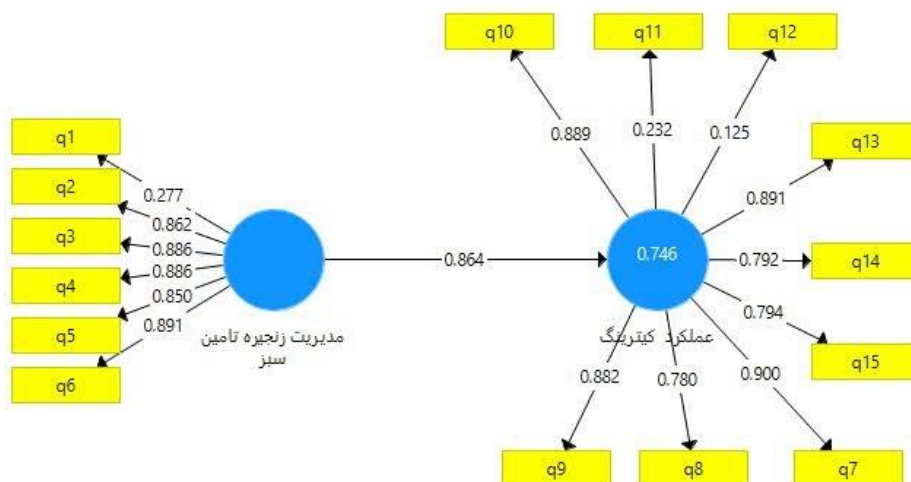 q10
q11
q12
q1
q2
q3
q4
q5
q6
0.277
0.862
0.886
0.886
0.850
0.891
مدیریت زنجیره تأمین
سبز
0.864
0.746
عملکرد کیترینگ
0.889
0.232
0.125
0.891
0.792
0.794
0.900
0.780
0.882
q13
q14
q15
q9
q8
q7